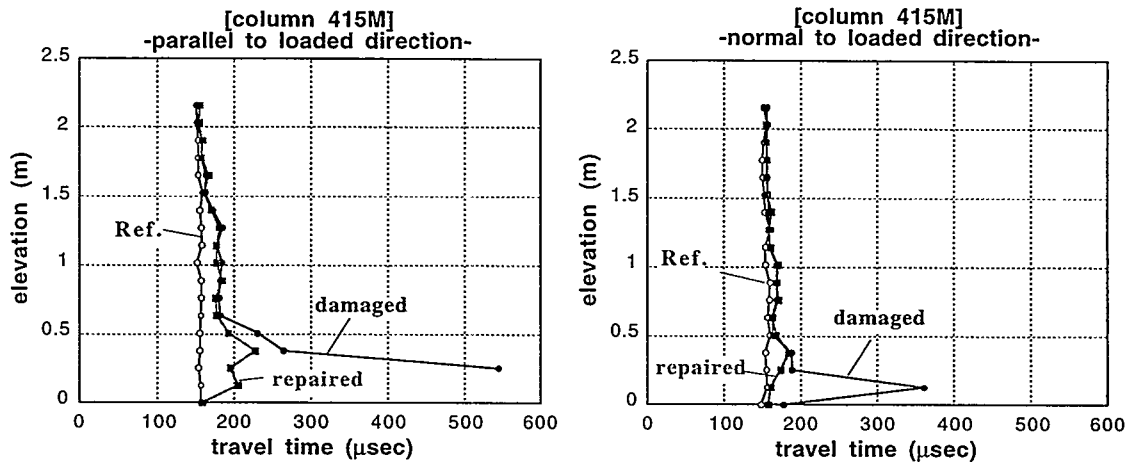 [column 415M]
-parallel to loaded direction-
2.5
2
1.5
1
0.5
0
elevation (m)
Ref.
damaged
repaired
0 100 200 300 400 500 600
travel time (μsec)
[column 415M]
-normal to loaded direction-
2.5
2
1.5
1
0.5
0
elevation (m)
Ref.
damaged
repaired
0 100 200 300 400 500 600
travel time (μsec)